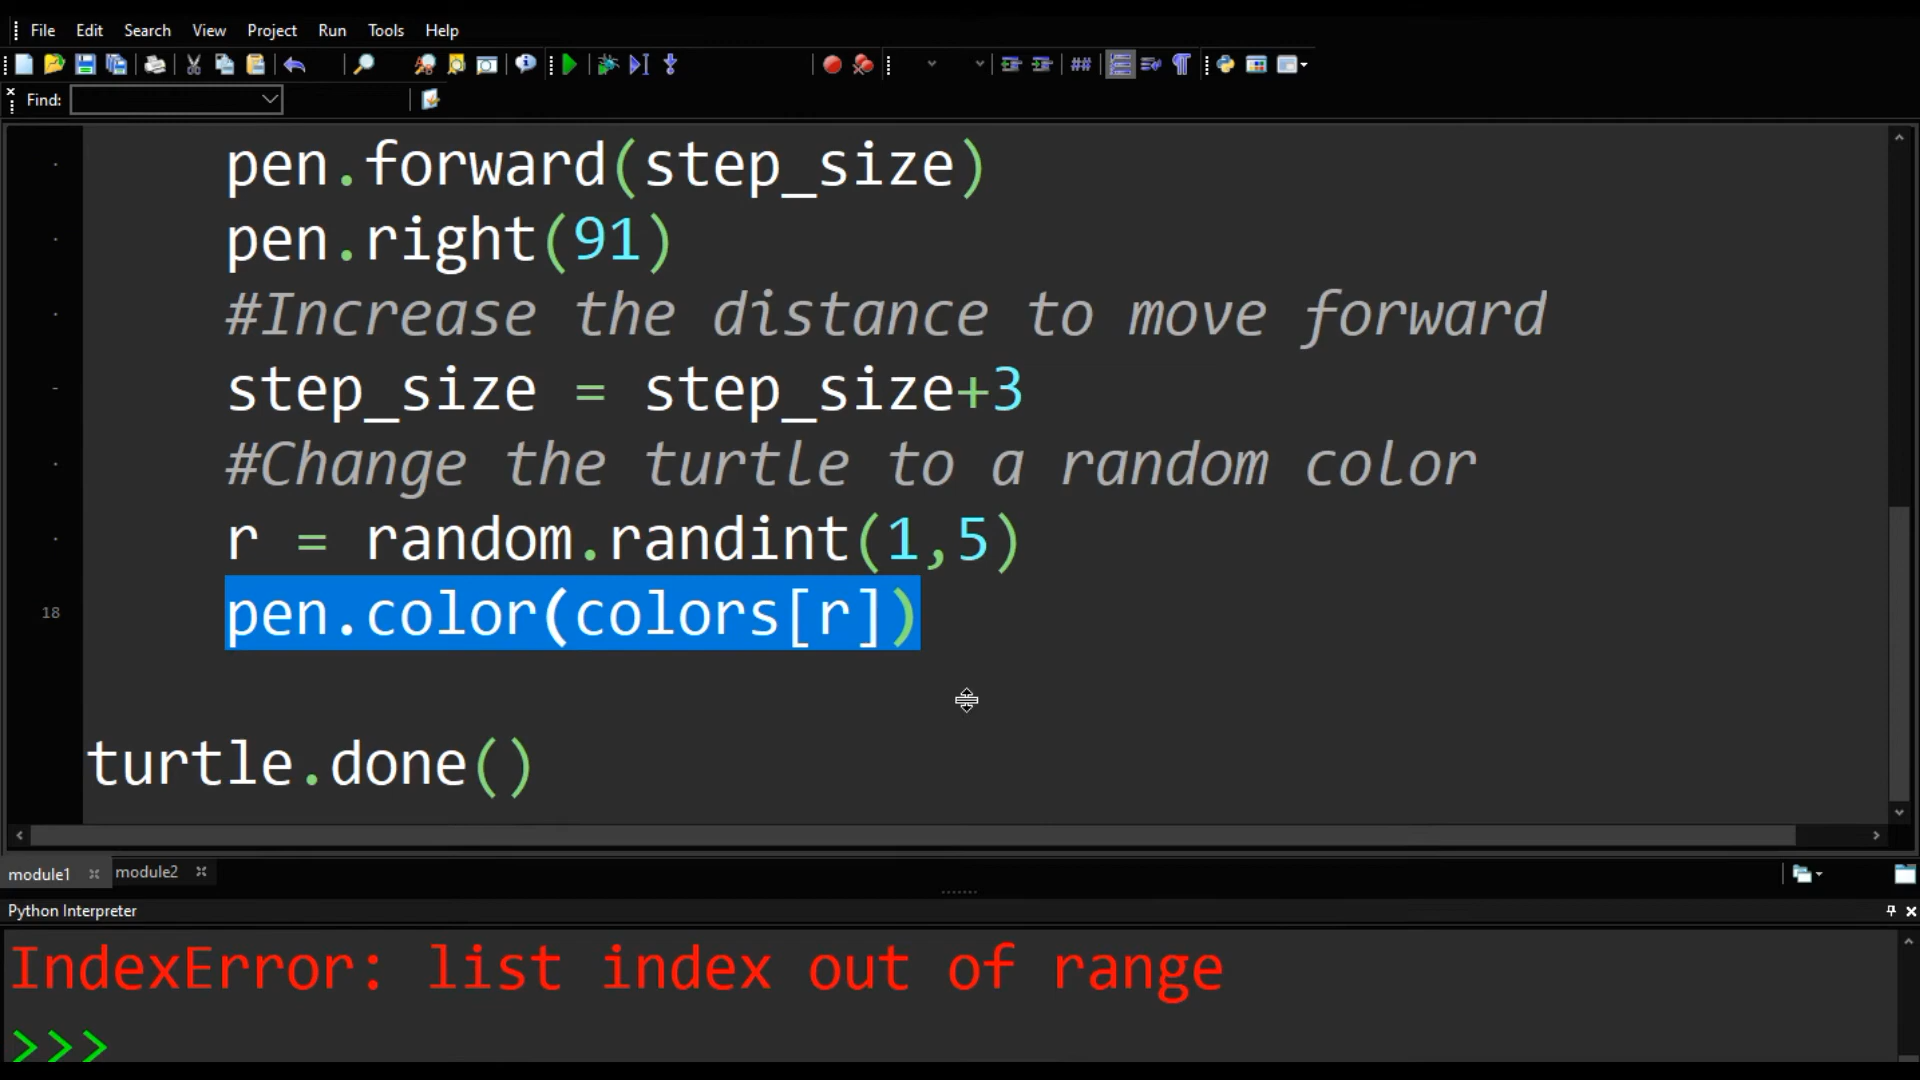 File Edit Search View Project Run Tools Help
Find:
pen.forward(step_size)
pen.right(91)
#Increase the distance to move forward
step_size = step_size+3
#Change the turtle to a random color
r = random.randint(1,5)
18 pen.color(colors[r])
turtle.done()
module1 module2
Python Interpreter
IndexError: list index out of range
>>>